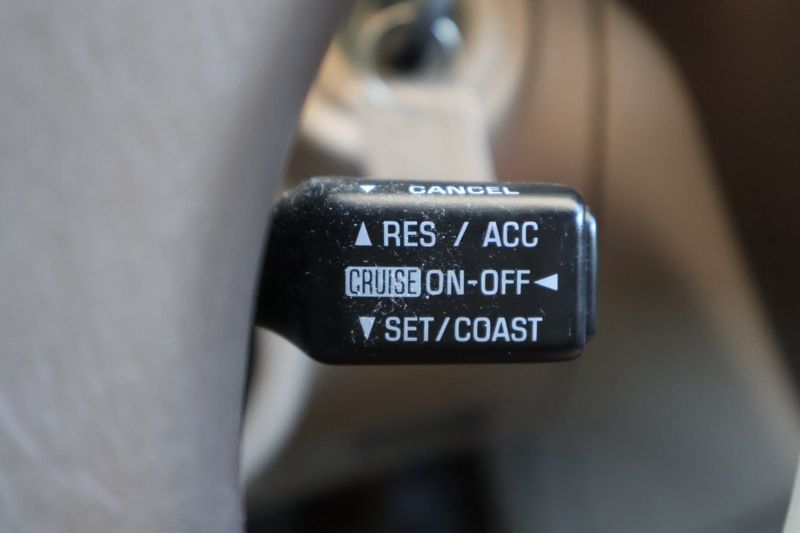 ▼ CANCEL
▲ RES / ACC
CRUISE ON-OFF ◀
▼ SET/COAST